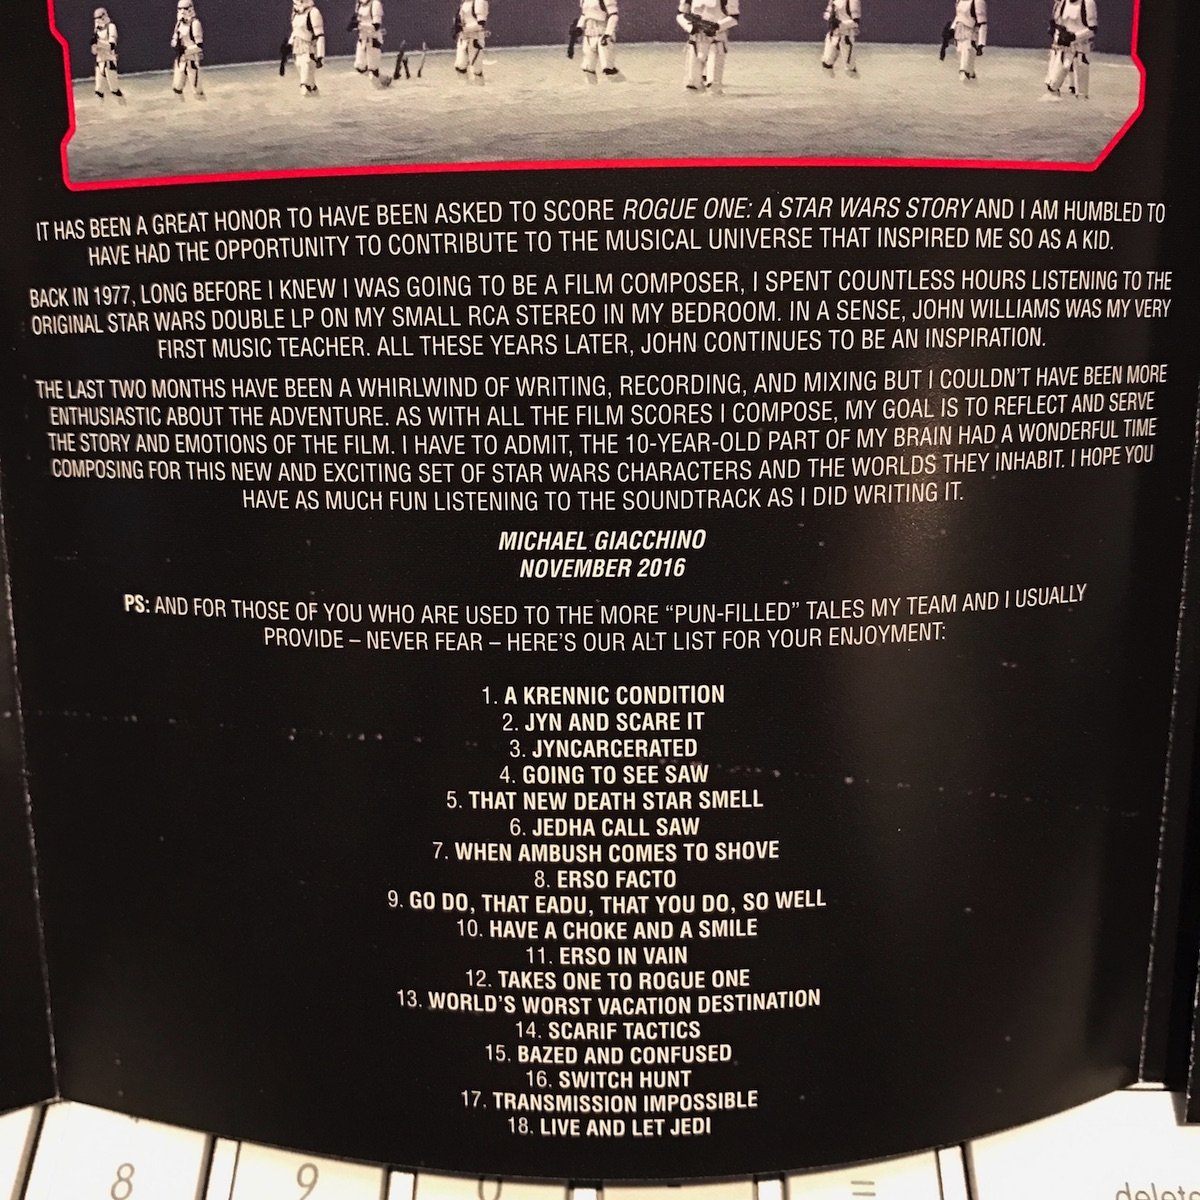 IT HAS BEEN A GREAT HONOR TO HAVE BEEN ASKED TO SCORE ROGUE ONE: A STAR WARS STORY AND I AM HUMBLED TO
HAVE HAD THE OPPORTUNITY TO CONTRIBUTE TO THE MUSICAL UNIVERSE THAT INSPIRED ME SO AS A KID.
BACK IN 1977, LONG BEFORE I KNEW I WAS GOING TO BE A FILM COMPOSER, I SPENT COUNTLESS HOURS LISTENING TO THE
ORIGINAL STAR WARS DOUBLE LP ON MY SMALL RCA STEREO IN MY BEDROOM. IN A SENSE, JOHN WILLIAMS WAS MY VERY
FIRST MUSIC TEACHER. ALL THESE YEARS LATER, JOHN CONTINUES TO BE AN INSPIRATION.
THE LAST TWO MONTHS HAVE BEEN A WHIRLWIND OF WRITING, RECORDING, AND MIXING BUT I COULDN'T HAVE BEEN MORE
ENTHUSIASTIC ABOUT THE ADVENTURE. AS WITH ALL THE FILM SCORES I COMPOSE, MY GOAL IS TO REFLECT AND SERVE
THE STORY AND EMOTIONS OF THE FILM. I HAVE TO ADMIT, THE 10-YEAR-OLD PART OF MY BRAIN HAD A WONDERFUL TIME
COMPOSING FOR THIS NEW AND EXCITING SET OF STAR WARS CHARACTERS AND THE WORLDS THEY INHABIT. I HOPE YOU
HAVE AS MUCH FUN LISTENING TO THE SOUNDTRACK AS I DID WRITING IT.
MICHAEL GIACCHINO
NOVEMBER 2016
PS: AND FOR THOSE OF YOU WHO ARE USED TO THE MORE “PUN-FILLED” TALES MY TEAM AND I USUALLY
PROVIDE – NEVER FEAR – HERE'S OUR ALT LIST FOR YOUR ENJOYMENT:
1. A KRENNIC CONDITION
2. JYN AND SCARE IT
3. JYNCARCERATED
4. GOING TO SEE SAW
5. THAT NEW DEATH STAR SMELL
6. JEDHA CALL SAW
7. WHEN AMBUSH COMES TO SHOVE
8. ERSO FACTO
9. GO DO, THAT EADU, THAT YOU DO, SO WELL
10. HAVE A CHOKE AND A SMILE
11. ERSO IN VAIN
12. TAKES ONE TO ROGUE ONE
13. WORLD'S WORST VACATION DESTINATION
14. SCARIF TACTICS
15. BAZED AND CONFUSED
16. SWITCH HUNT
17. TRANSMISSION IMPOSSIBLE
18. LIVE AND LET JEDI
8 9 0 = delete